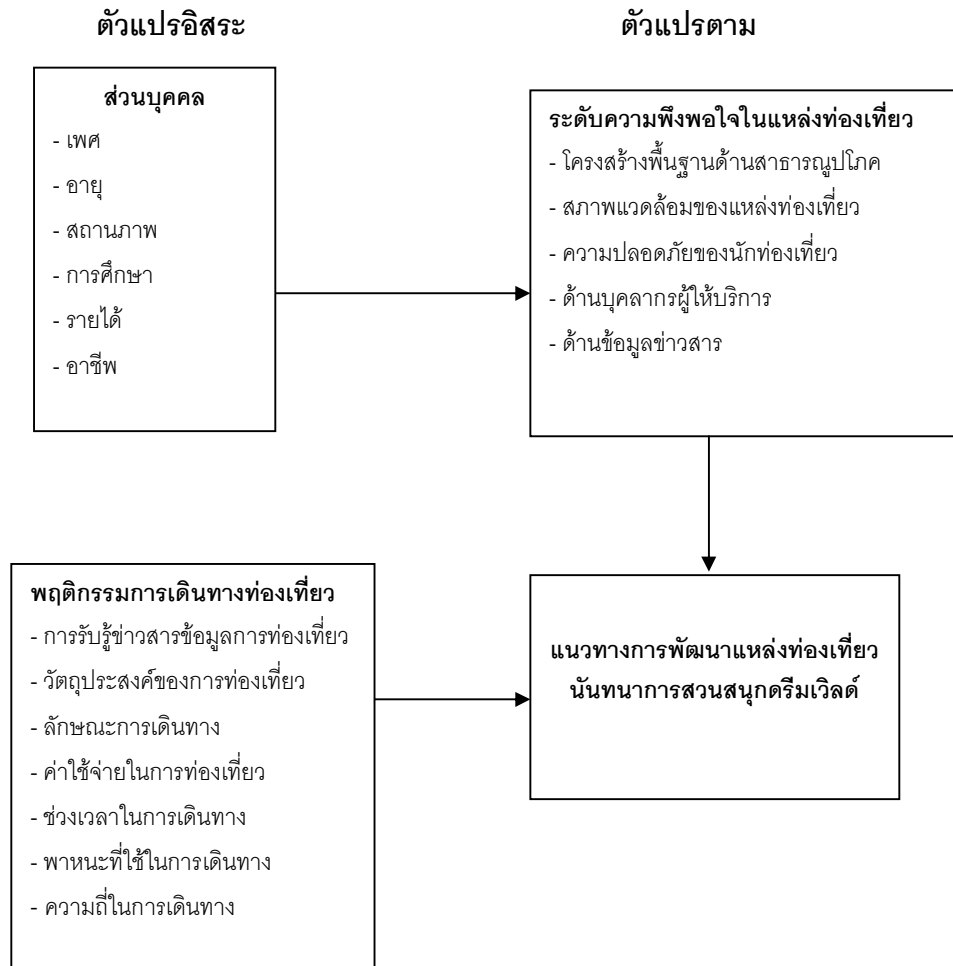 ตัวแปรอิสระ
ตัวแปรตาม
ส่วนบุคคล
- เพศ
- อายุ
- สถานภาพ
- การศึกษา
- รายได้
- อาชีพ
ระดับความพึงพอใจในแหล่งท่องเที่ยว
- โครงสร้างพื้นฐานด้านสาธารณูปโภค
- สภาพแวดล้อมของแหล่งท่องเที่ยว
- ความปลอดภัยของนักท่องเที่ยว
- ด้านบุคลากรผู้ให้บริการ
- ด้านข้อมูลข่าวสาร
พฤติกรรมการเดินทางท่องเที่ยว
- การรับรู้ข่าวสารข้อมูลการท่องเที่ยว
- วัตถุประสงค์ของการท่องเที่ยว
- ลักษณะการเดินทาง
- ค่าใช้จ่ายในการท่องเที่ยว
- ช่วงเวลาในการเดินทาง
- พาหนะที่ใช้ในการเดินทาง
- ความถี่ในการเดินทาง
แนวทางการพัฒนาแหล่งท่องเที่ยว
นันทนาการสวนสนุกดรีมเวิลด์